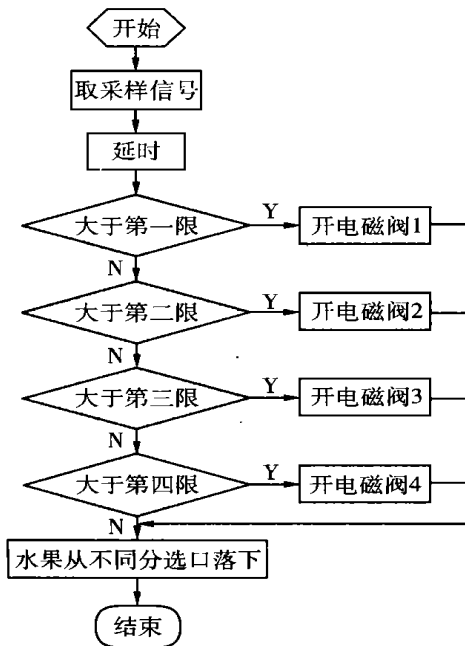 开始
取采样信号
延时
大于第一限
Y
开电磁阀1
N
大于第二限
Y
开电磁阀2
N
大于第三限
Y
开电磁阀3
N
大于第四限
Y
开电磁阀4
N
水果从不同分选口落下
结束